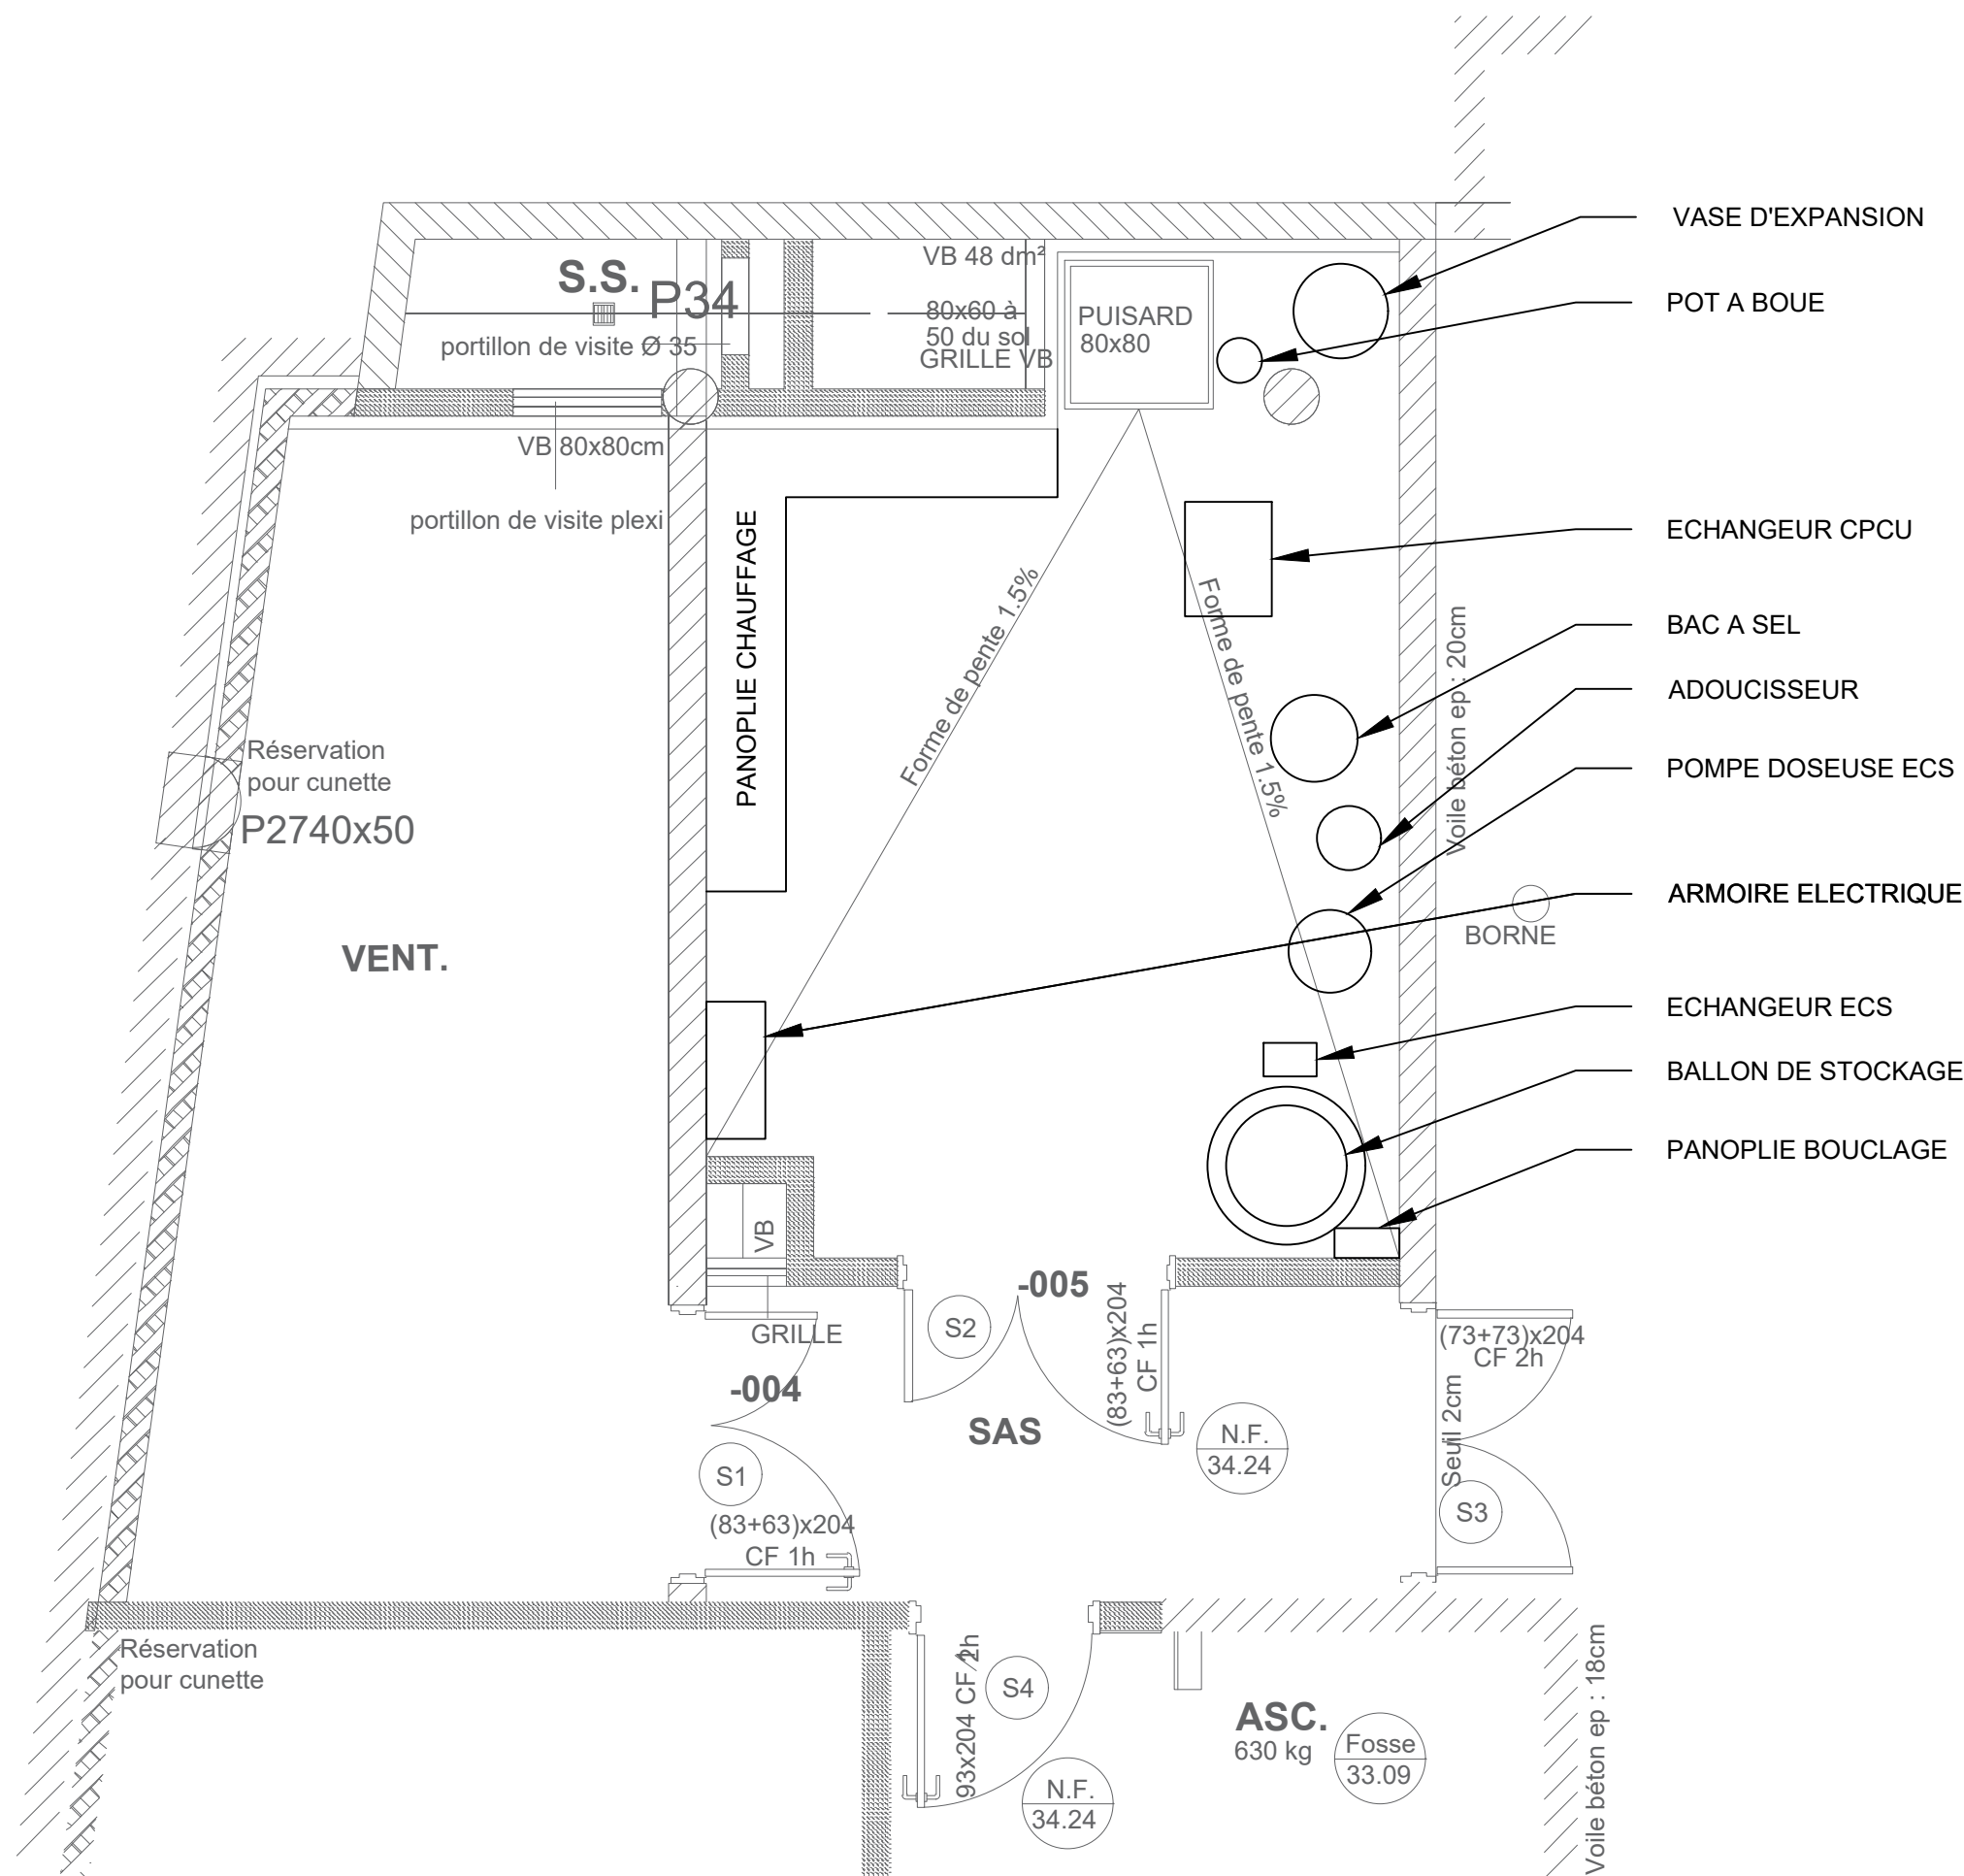 VASE D'EXPANSION
POT A BOUE
S.S.
P34
portillon de visite Ø 35
VB 48 dm²
80x60 à
50 du sol
GRILLE VB
PUISARD
80x80
VB 80x80cm
portillon de visite plexi
PANOPLIE CHAUFFAGE
Forme de pente 1.5%
Forme de pente 1.5%
ECHANGEUR CPCU
BAC A SEL
ADOUCISSEUR
POMPE DOSEUSE ECS
ARMOIRE ELECTRIQUE
Voile béton ep : 20cm
BORNE
Réservation
pour cunette
P2740x50
VENT.
ECHANGEUR ECS
BALLON DE STOCKAGE
PANOPLIE BOUCLAGE
VB
GRILLE
-004
S1
(83+63)x204
CF 1h
S2
-005
(83+63)x204
CF 1h
SAS
N.F.
34.24
(73+73)x204
CF 2h
Seuil 2cm
S3
Réservation
pour cunette
93x204 CF 2h
S4
N.F.
34.24
ASC.
630 kg
Fosse
33.09
Voile béton ep : 18cm